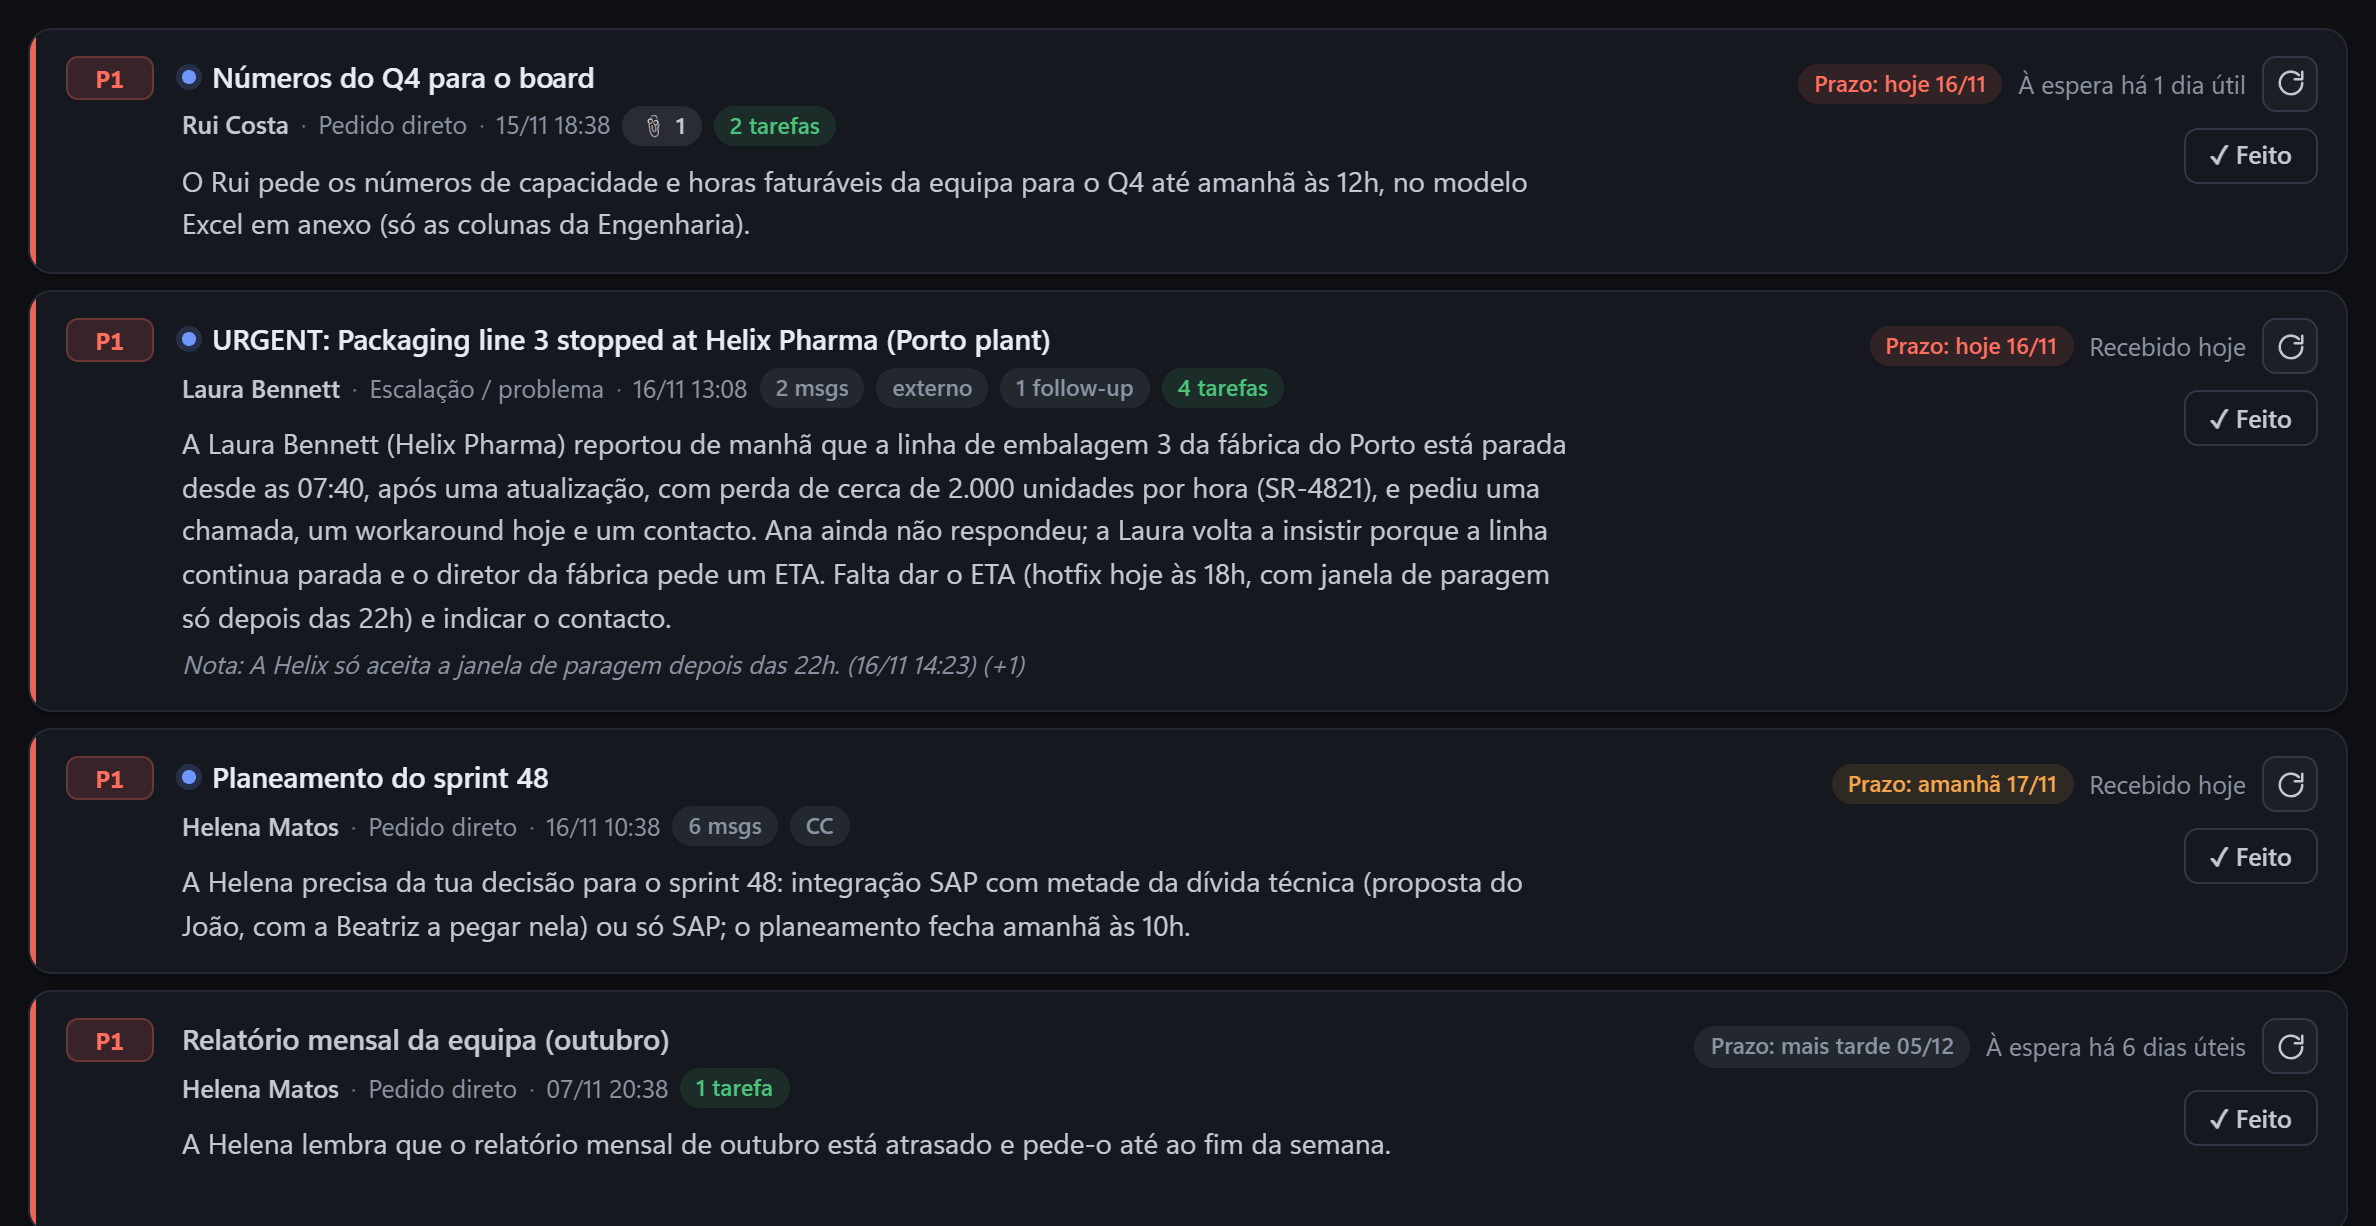 P1
Números do Q4 para o board
Prazo: hoje 16/11
À espera há 1 dia útil
Rui Costa · Pedido direto · 15/11 18:38
1
2 tarefas
✓ Feito
O Rui pede os números de capacidade e horas faturáveis da equipa para o Q4 até amanhã às 12h, no modelo
Excel em anexo (só as colunas da Engenharia).
P1
URGENT: Packaging line 3 stopped at Helix Pharma (Porto plant)
Prazo: hoje 16/11
Recebido hoje
Laura Bennett · Escalação / problema · 16/11 13:08
2 msgs
externo
1 follow-up
4 tarefas
✓ Feito
A Laura Bennett (Helix Pharma) reportou de manhã que a linha de embalagem 3 da fábrica do Porto está parada
desde as 07:40, após uma atualização, com perda de cerca de 2.000 unidades por hora (SR-4821), e pediu uma
chamada, um workaround hoje e um contacto. Ana ainda não respondeu; a Laura volta a insistir porque a linha
continua parada e o diretor da fábrica pede um ETA. Falta dar o ETA (hotfix hoje às 18h, com janela de paragem
só depois das 22h) e indicar o contacto.
Nota: A Helix só aceita a janela de paragem depois das 22h. (16/11 14:23) (+1)
P1
Planeamento do sprint 48
Prazo: amanhã 17/11
Recebido hoje
Helena Matos · Pedido direto · 16/11 10:38
6 msgs
CC
✓ Feito
A Helena precisa da tua decisão para o sprint 48: integração SAP com metade da dívida técnica (proposta do
João, com a Beatriz a pegar nela) ou só SAP; o planeamento fecha amanhã às 10h.
P1
Relatório mensal da equipa (outubro)
Prazo: mais tarde 05/12
À espera há 6 dias úteis
Helena Matos · Pedido direto · 07/11 20:38
1 tarefa
✓ Feito
A Helena lembra que o relatório mensal de outubro está atrasado e pede-o até ao fim da semana.